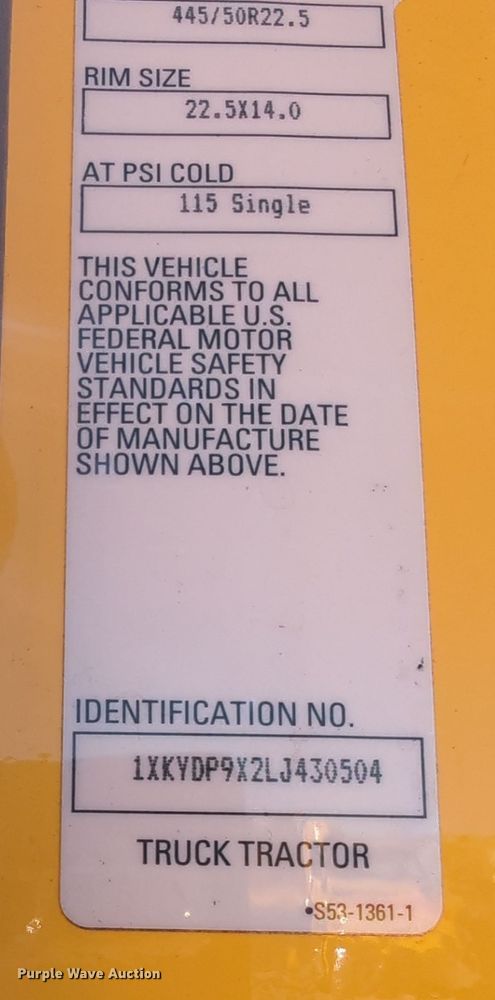 445/50R22.5
RIM SIZE
22.5X14.0
AT PSI COLD
115 Single
THIS VEHICLE
CONFORMS TO ALL
APPLICABLE U.S.
FEDERAL MOTOR
VEHICLE SAFETY
STANDARDS IN
EFFECT ON THE DATE
OF MANUFACTURE
SHOWN ABOVE.
IDENTIFICATION NO.
1XKYDP9X2LJ430504
TRUCK TRACTOR
•S53-1361-1
Purple Wave Auction